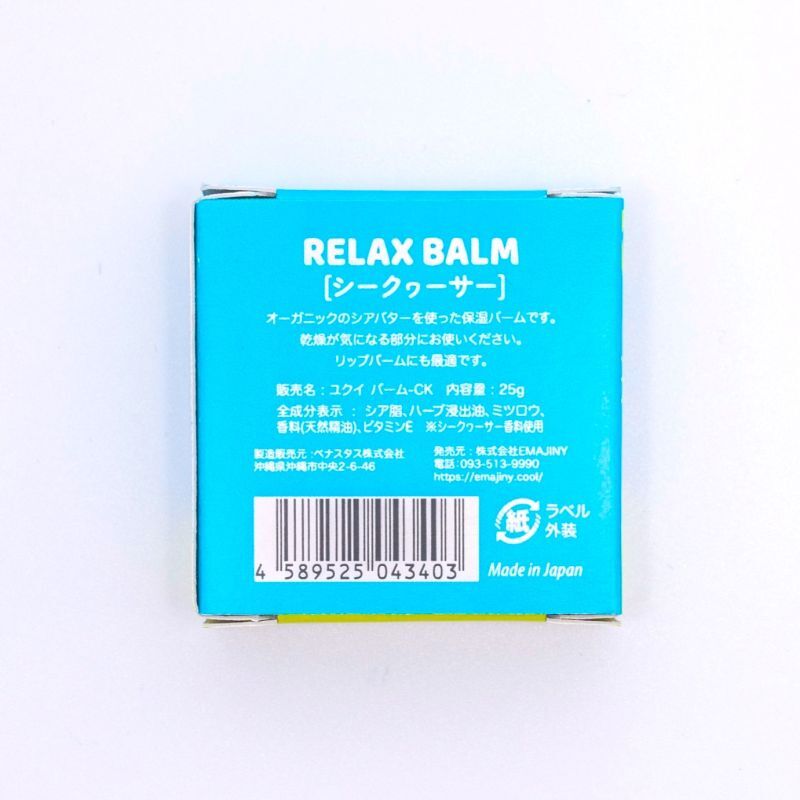 RELAX BALM
[シークヮーサー]
オーガニックのシアバターを使った保湿バームです。
乾燥が気になる部分にお使いください。
リップバームにも最適です。
販売名：ユクイ バーム-CK 内容量：25g
全成分表示 ： シア脂、ハーブ浸出油、ミツロウ、
香料(天然精油)、ビタミンE ※シークヮーサー香料使用
製造販売元：ベナスタス株式会社
沖縄県沖縄市中央2-6-46
発売元：株式会社EMAJINY
電話：093-513-9990
https://emajiny.cool/
紙 ラベル
外装
4 589525 043403
Made in Japan